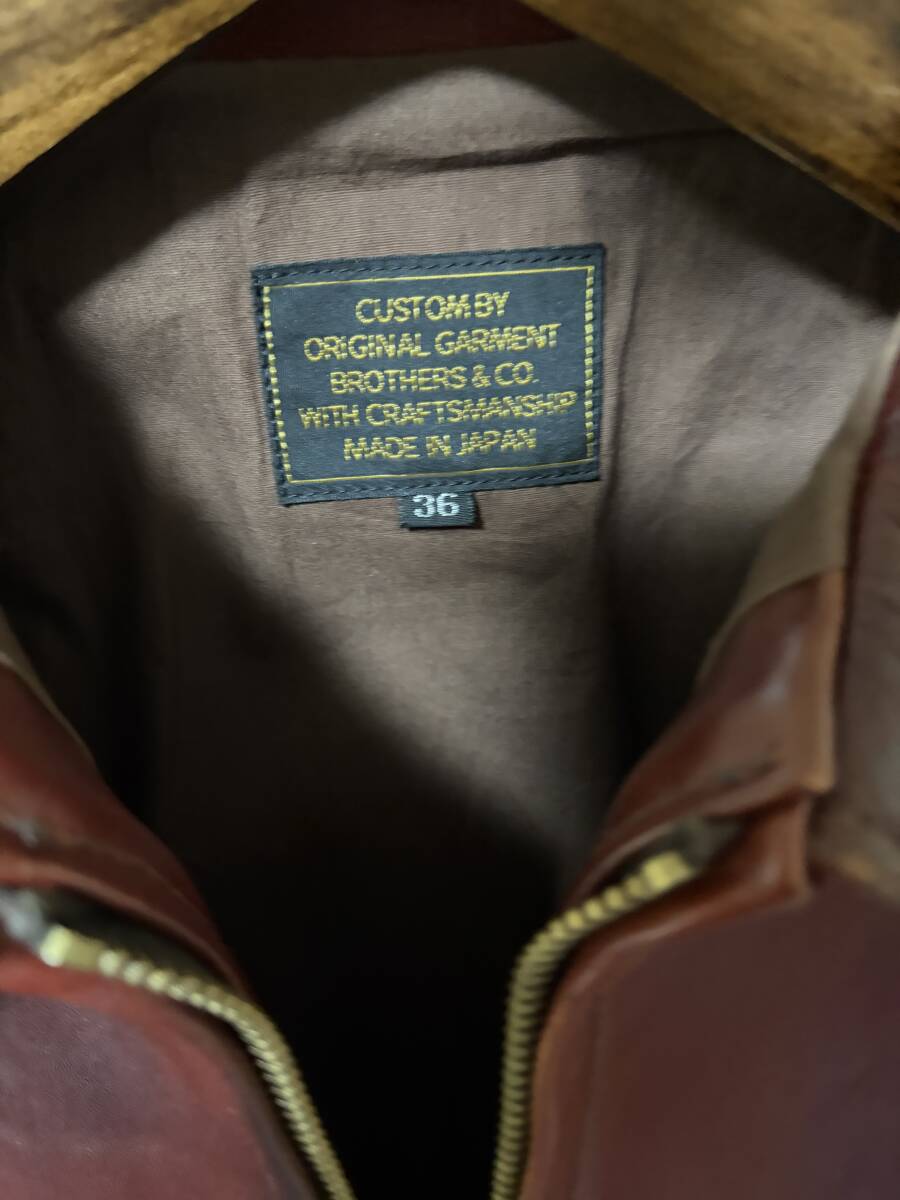 CUSTOM BY
ORIGINAL GARMENT
BROTHERS & CO.
WITH CRAFTSMANSHIP
MADE IN JAPAN
36